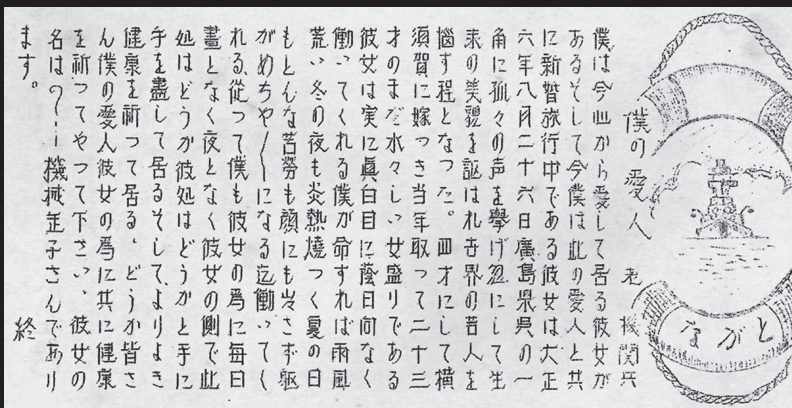 ながと
僕の愛人 機関兵
僕は今心から愛して居る彼女が
あるそして今僕は此の愛人と共
に新婚旅行中である彼女は大正
六年八月二十六日廣島県呉の一
角に孤々の声を擧げ忽にして生
来の美貌を謳はれ世界の若人を
悩す程となつた。四才にして横
須賀に嫁つき当年取つて二十三
才のまだ水々しい女盛りである
彼女は実に眞白目に蔭日向なく
働いてくれる僕が命ずれば雨風
荒い冬の夜も炎熱燒つく夏の日
もどんな苦労も顔にも出さず躯
がめちや〳〵になる迄働いてく
れる、従つて僕も彼女の爲に毎日
晝となく夜となく彼女の側で此
処はどうか彼処はどうかと手に
手を盡して居るそして、よりよき
健康を祈つて居る、どうか皆さ
ん僕の愛人彼女の爲に共に健康
を祈つてやつて下さい、彼女の
名は？！機械正子さんであり
ます。 終